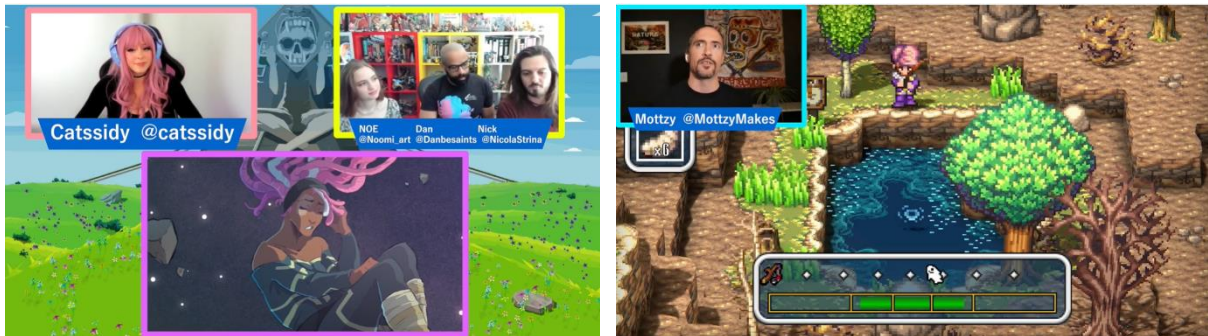 Catssidy @catssidy
NOE Dan Nick
@Noomi_art @Danbesaints @NicolaStrina
Mottzy @MottzyMakes
x6